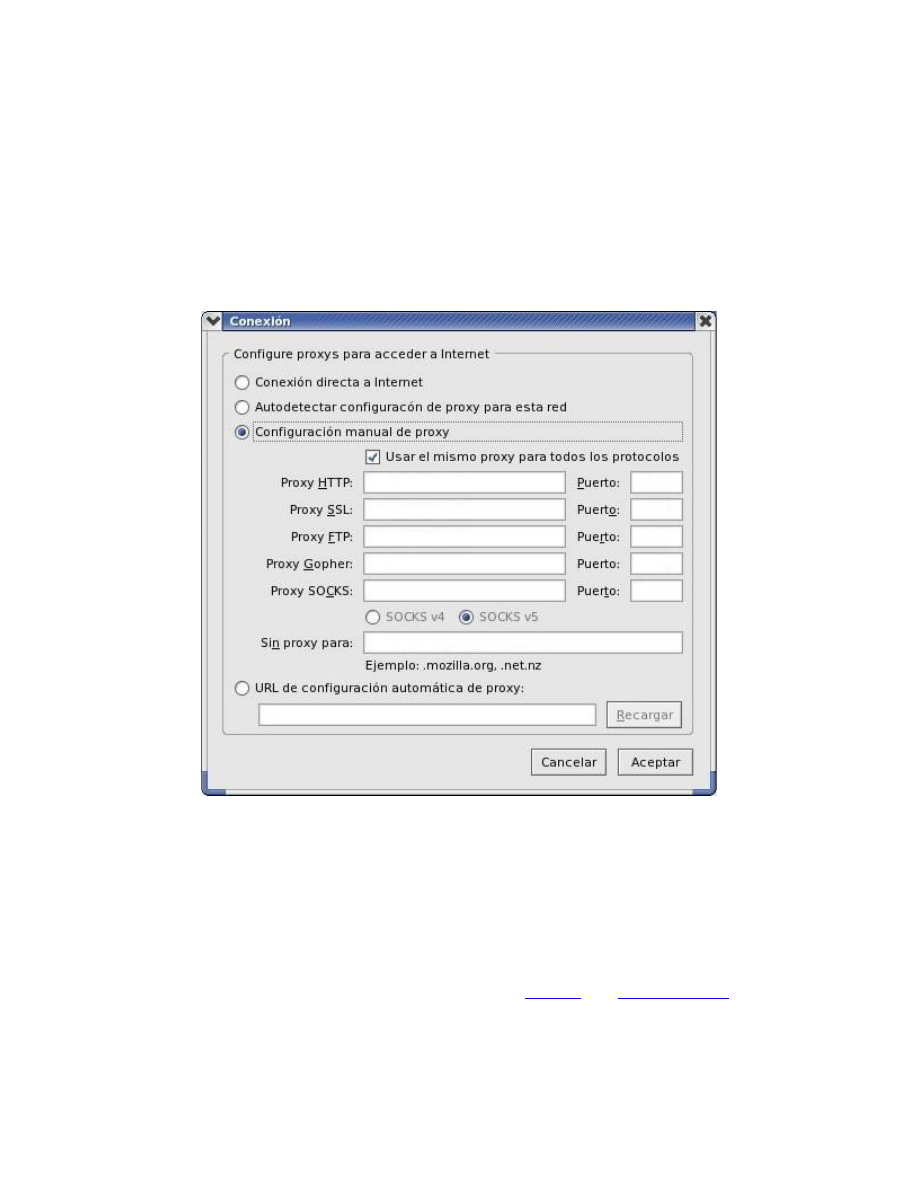 Conexión
Configure proxys para acceder a Internet
Conexión directa a Internet
Autodetectar configuracón de proxy para esta red
Configuración manual de proxy
Usar el mismo proxy para todos los protocolos
Proxy HTTP: Puerto:
Proxy SSL: Puerto:
Proxy FTP: Puerto:
Proxy Gopher: Puerto:
Proxy SOCKS: Puerto:
SOCKS v4 SOCKS v5
Sin proxy para:
Ejemplo: .mozilla.org, .net.nz
URL de configuración automática de proxy:
Recargar
Cancelar Aceptar